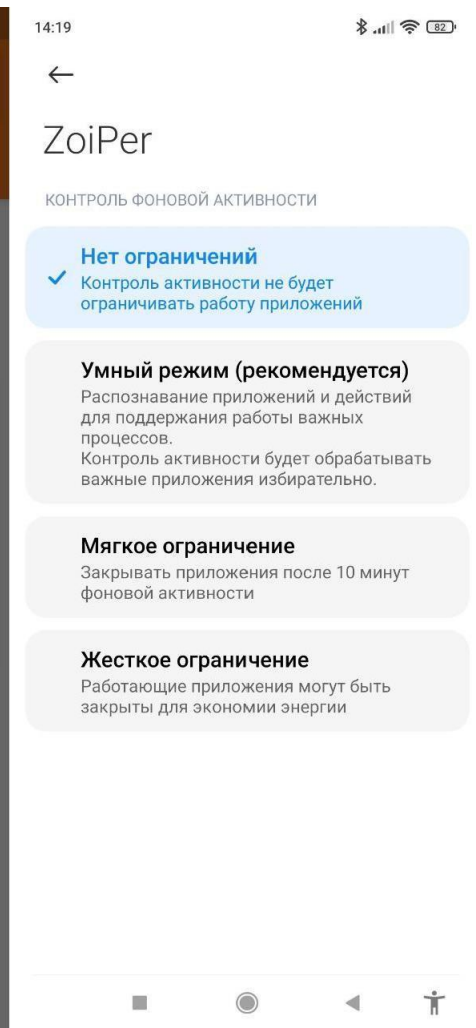 14:19
82
ZoiPer
КОНТРОЛЬ ФОНОВОЙ АКТИВНОСТИ
Нет ограничений
Контроль активности не будет
ограничивать работу приложений
Умный режим (рекомендуется)
Распознавание приложений и действий
для поддержания работы важных
процессов.
Контроль активности будет обрабатывать
важные приложения избирательно.
Мягкое ограничение
Закрывать приложения после 10 минут
фоновой активности
Жесткое ограничение
Работающие приложения могут быть
закрыты для экономии энергии